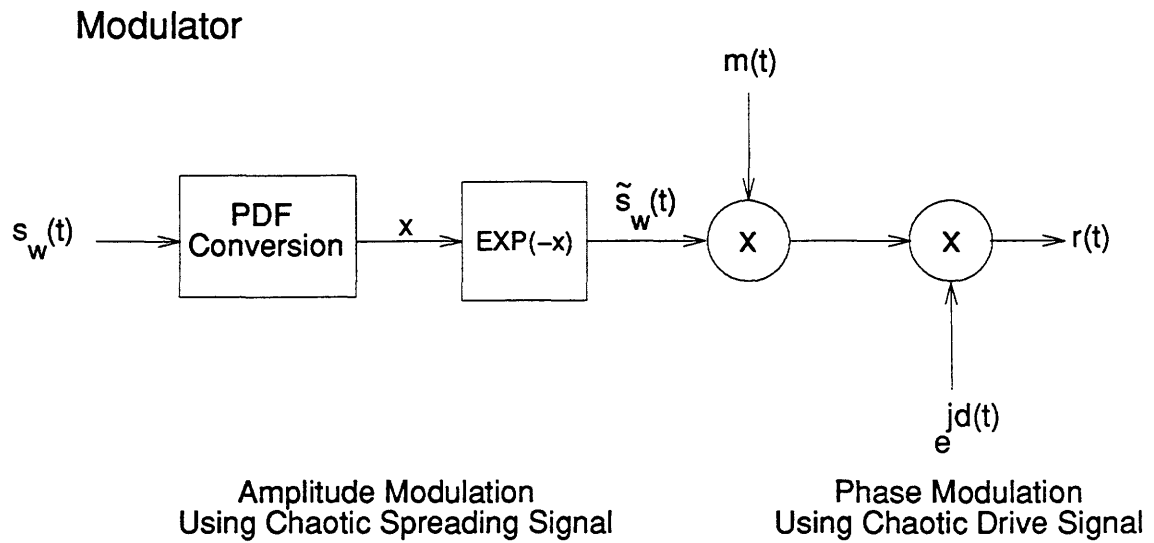 Modulator
m(t)
s_w(t)
PDF
Conversion
x
EXP(-x)
s̃_w(t)
X
X
r(t)
e^jd(t)
Amplitude Modulation
Using Chaotic Spreading Signal
Phase Modulation
Using Chaotic Drive Signal